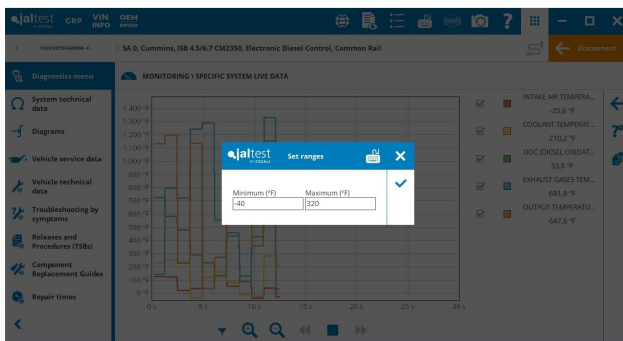 jaltest
COJALI
GRP
VIN INFO
OEM
?
SA 0, Cummins, ISB 4.5/6.7 CM2350, Electronic Diesel Control, Common Rail
Disconnect
Diagnostics menu
MONITORING \ SPECIFIC SYSTEM LIVE DATA
System technical
data
Diagrams
Vehicle service data
Vehicle technical
data
Troubleshooting by
symptoms
Releases and
Procedures (TSBs)
Component
Replacement Guides
Repair times
1.400 °F
1.300 °F
1.200 °F
1.100 °F
1.000 °F
900 °F
800 °F
700 °F
600 °F
500 °F
400 °F
300 °F
200 °F
100 °F
0 °F
0 s
5 s
10 s
15 s
20 s
25 s
30 s
jaltest
COJALI
Set ranges
Minimum (°F)
Maximum (°F)
-40
320
INTAKE AIR TEMPERA...
-25,6 °F
COOLANT TEMPERAT...
210,2 °F
DOC (DIESEL OXIDAT...
33,8 °F
EXHAUST GASES TEM...
681,8 °F
OUTPUT TEMPERATU...
647,6 °F